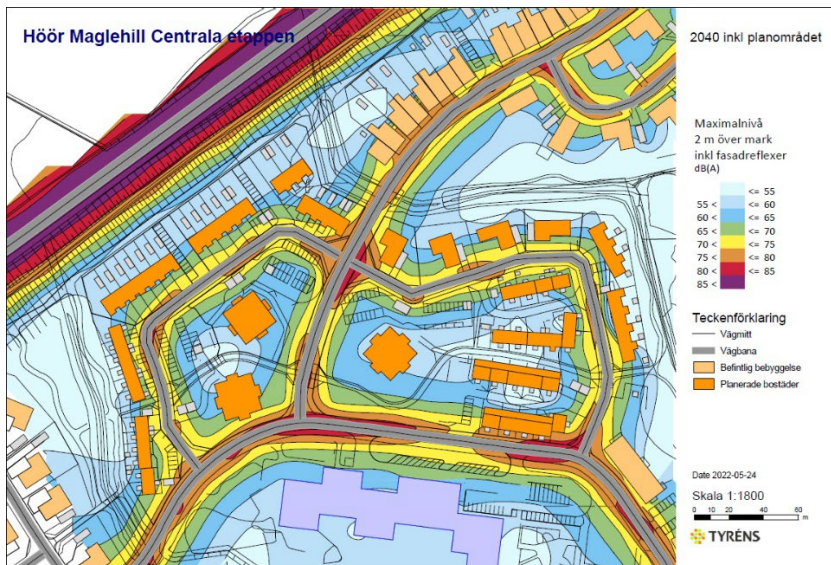 Höör Maglehill Centrala etappen
2040 inkl planområdet
Maximalnivå
2 m över mark
inkl fasadreflexer
dB(A)
<= 55
55 < <= 60
60 < <= 65
65 < <= 70
70 < <= 75
75 < <= 80
80 < <= 85
85 <
Teckenförklaring
Vägmitt
Vägbana
Befintlig bebyggelse
Planerade bostäder
Date 2022-05-24
Skala 1:1800
0 10 20 40 60
m
TYRÉNS